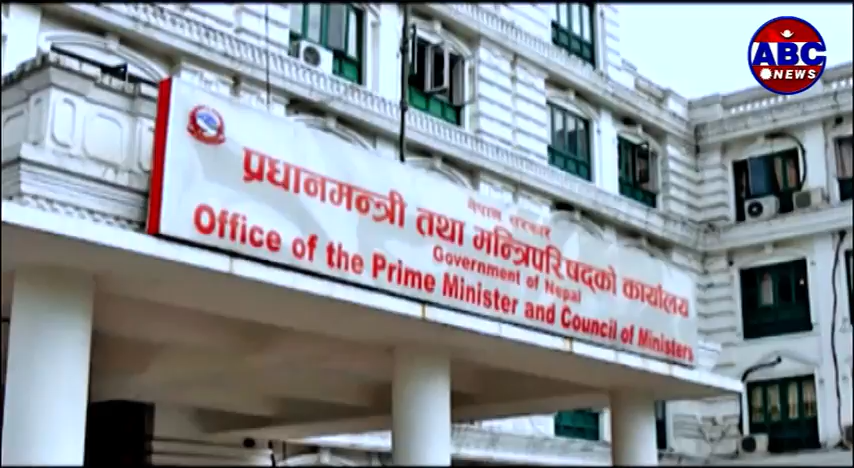 ABC
NEWS
नेपाल सरकार
प्रधानमन्त्री तथा मन्त्रिपरिषद्को कार्यालय
Government of Nepal
Office of the Prime Minister and Council of Ministers